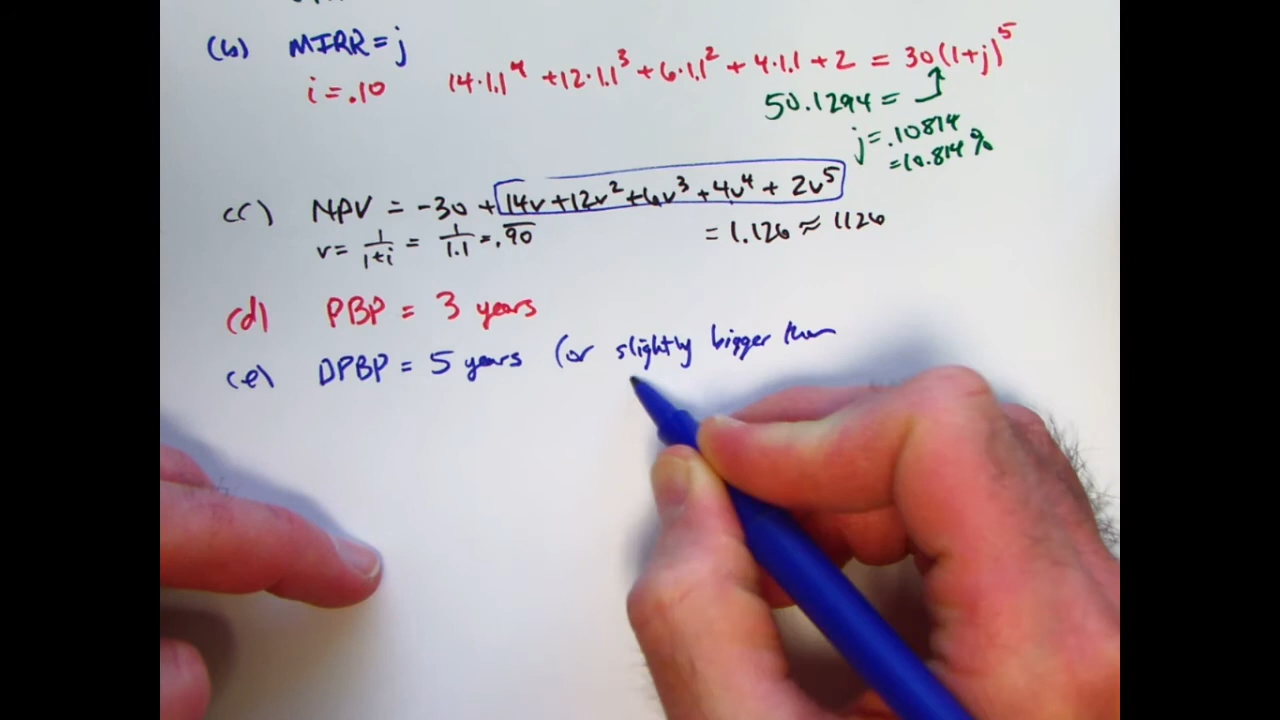 (b) MIRR = j
i = .10 14·1.1⁴ + 12·1.1³ + 6·1.1² + 4·1.1 + 2 = 30(1+j)⁵
50.1294 =
j = .10814
= 10.814%
(c) NPV = -30 + 14v + 12v² + 6v³ + 4v⁴ + 2v⁵
v = 1/(1+i) = 1/1.1 = .90 = 1.126 ≈ 1126
(d) PBP = 3 years
(e) DPBP = 5 years (or slightly bigger than